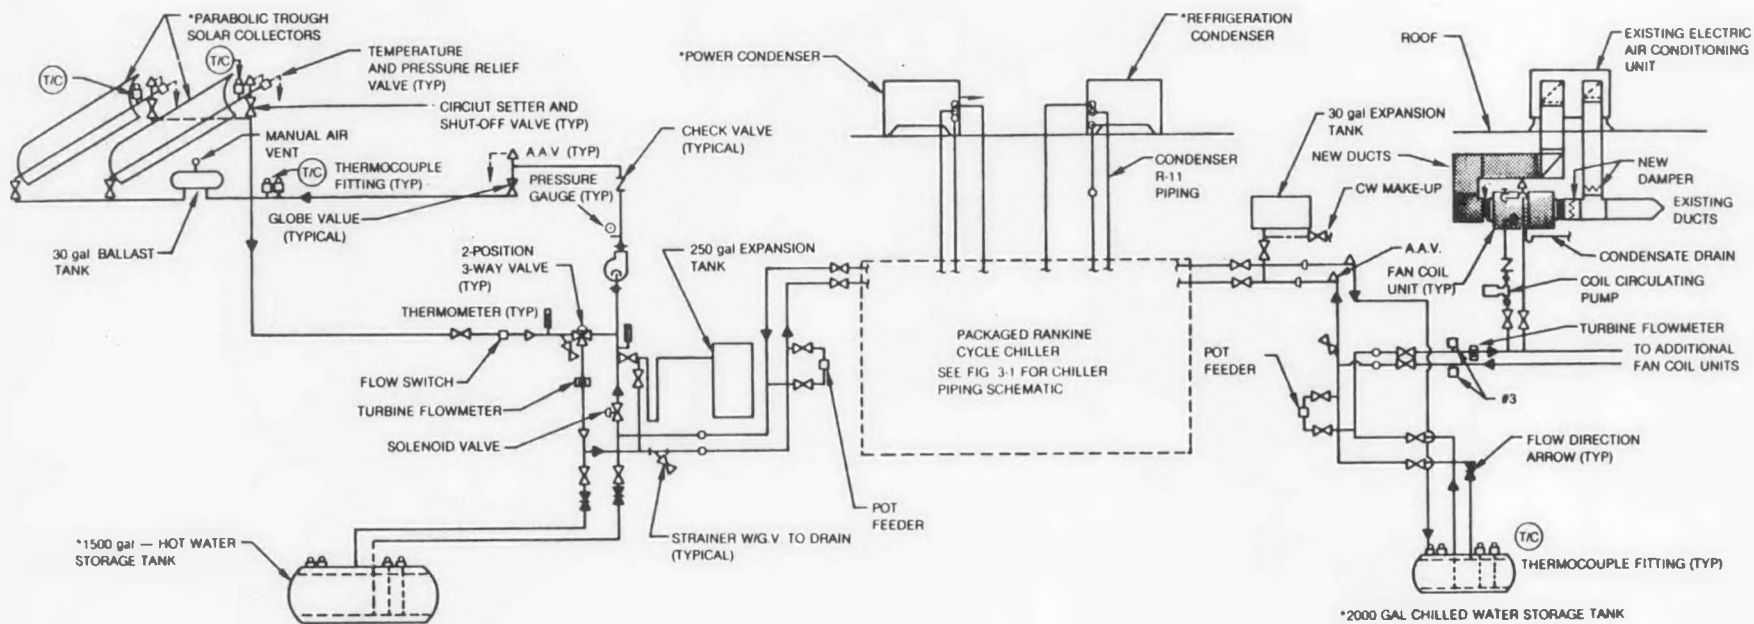 *PARABOLIC TROUGH
SOLAR COLLECTORS
T/C
T/C
TEMPERATURE
AND PRESSURE RELIEF
VALVE (TYP)
CIRCIUT SETTER AND
SHUT-OFF VALVE (TYP)
MANUAL AIR
VENT
T/C
THERMOCOUPLE
FITTING (TYP)
A.A.V (TYP)
PRESSURE
GAUGE (TYP)
CHECK VALVE
(TYPICAL)
GLOBE VALUE
(TYPICAL)
30 gal BALLAST
TANK
2-POSITION
3-WAY VALVE
(TYP)
250 gal EXPANSION
TANK
THERMOMETER (TYP)
FLOW SWITCH
TURBINE FLOWMETER
SOLENOID VALVE
POT
FEEDER
STRAINER W/G.V TO DRAIN
(TYPICAL)
*1500 gal — HOT WATER
STORAGE TANK
*POWER CONDENSER
*REFRIGERATION
CONDENSER
CONDENSER
R-11
PIPING
PACKAGED RANKINE
CYCLE CHILLER
SEE FIG 3-1 FOR CHILLER
PIPING SCHEMATIC
30 gal EXPANSION
TANK
CW MAKE-UP
ROOF
EXISTING ELECTRIC
AIR CONDITIONING
UNIT
NEW DUCTS
NEW
DAMPER
EXISTING
DUCTS
A.A.V.
FAN COIL
UNIT (TYP)
CONDENSATE DRAIN
COIL CIRCULATING
PUMP
TURBINE FLOWMETER
TO ADDITIONAL
FAN COIL UNITS
POT
FEEDER
#3
FLOW DIRECTION
ARROW (TYP)
T/C
THERMOCOUPLE FITTING (TYP)
*2000 GAL CHILLED WATER STORAGE TANK